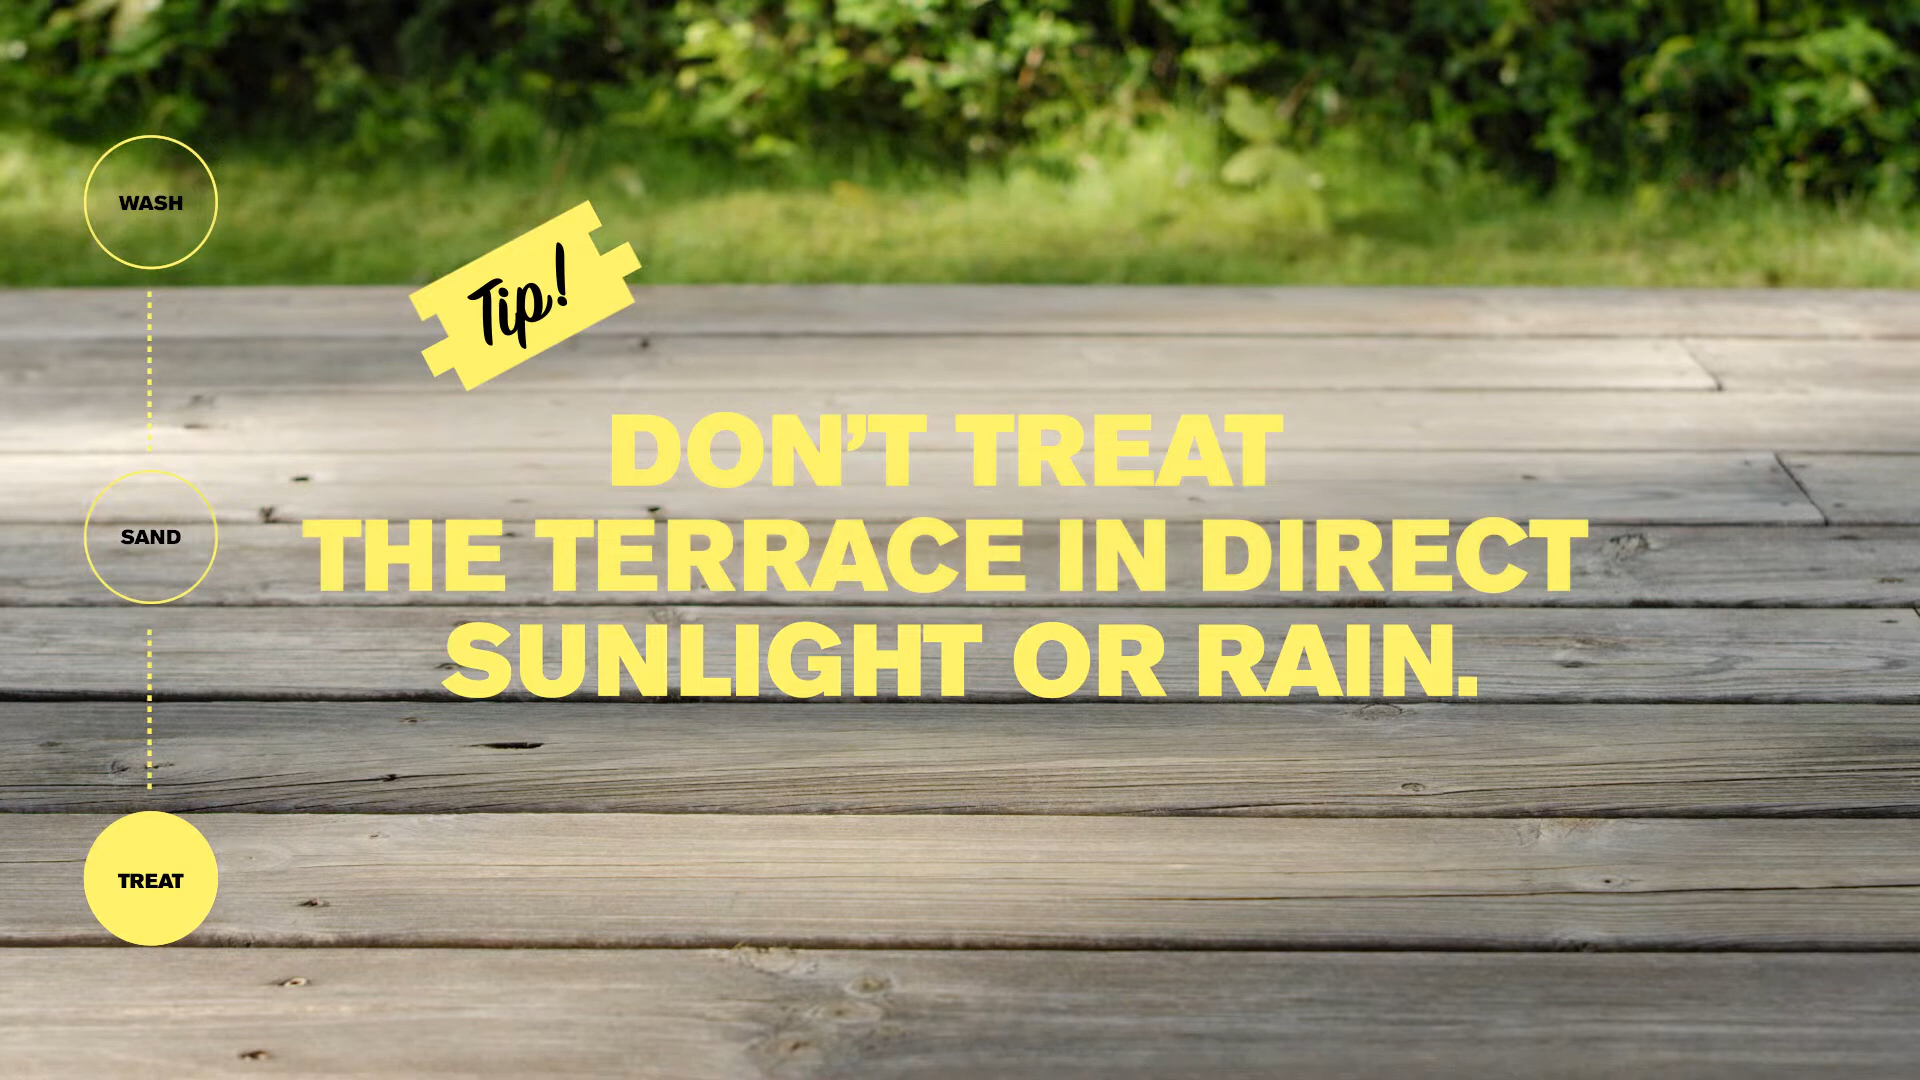 WASH
SAND
TREAT
Tip!
DON’T TREAT
THE TERRACE IN DIRECT
SUNLIGHT OR RAIN.